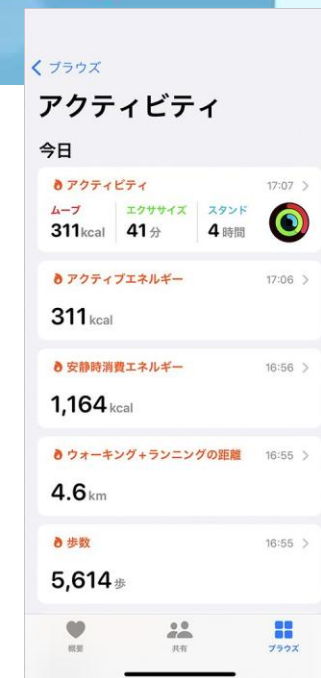 ブラウズ
アクティビティ
今日
アクティビティ 17:07
ムーブ エクササイズ スタンド
311kcal 41分 4時間
アクティブエネルギー 17:06
311kcal
安静時消費エネルギー 16:56
1,164kcal
ウォーキング+ランニングの距離 16:55
4.6km
歩数 16:55
5,614歩
概要 共有 ブラウズ